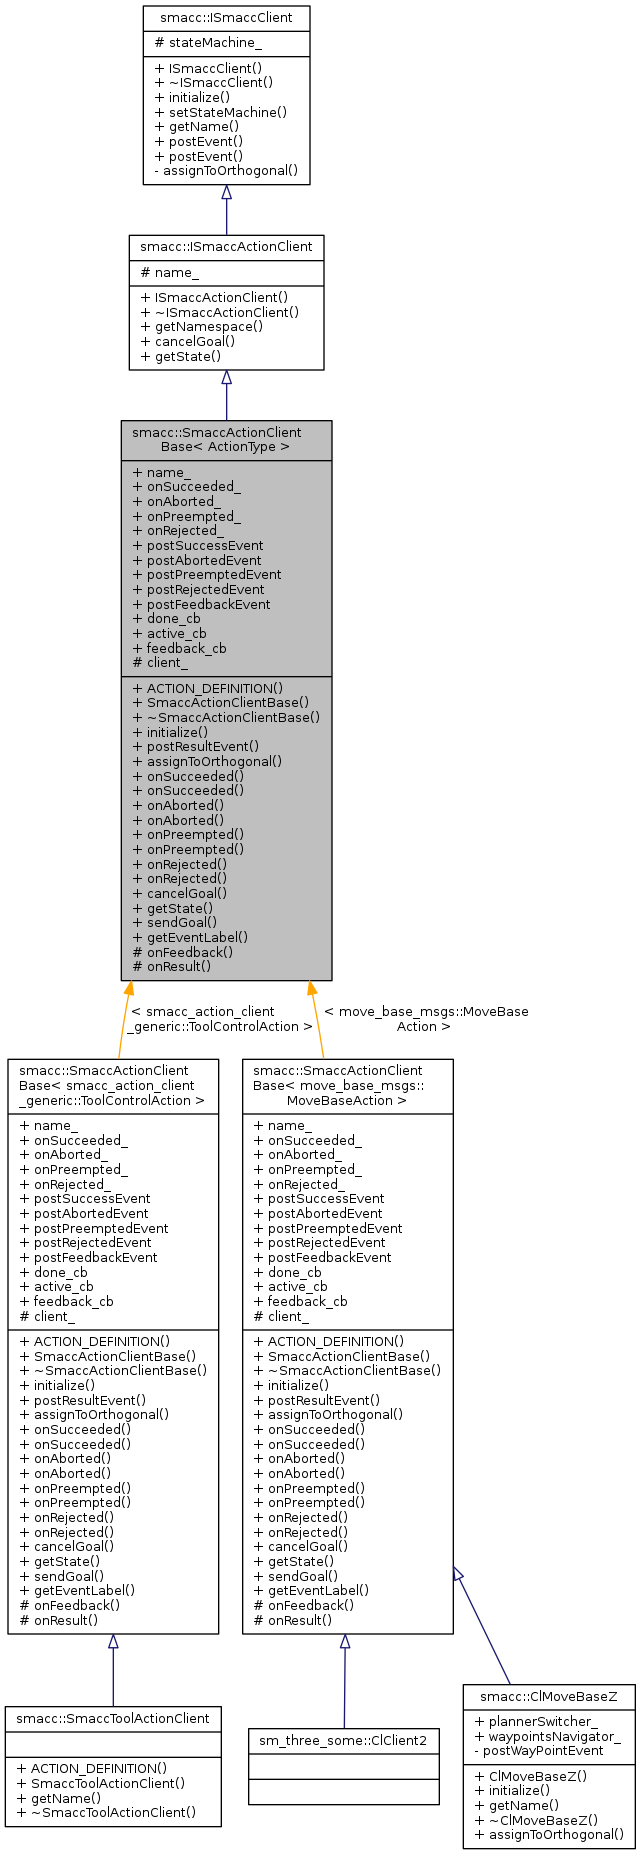 smacc::ISmaccClient
# stateMachine_
+ ISmaccClient()
+ ~ISmaccClient()
+ initialize()
+ setStateMachine()
+ getName()
+ postEvent()
+ postEvent()
- assignToOrthogonal()
smacc::ISmaccActionClient
# name_
+ ISmaccActionClient()
+ ~ISmaccActionClient()
+ getNamespace()
+ cancelGoal()
+ getState()
smacc::SmaccActionClient
Base< ActionType >
+ name_
+ onSucceeded_
+ onAborted_
+ onPreempted_
+ onRejected_
+ postSuccessEvent
+ postAbortedEvent
+ postPreemptedEvent
+ postRejectedEvent
+ postFeedbackEvent
+ done_cb
+ active_cb
+ feedback_cb
# client_
+ ACTION_DEFINITION()
+ SmaccActionClientBase()
+ ~SmaccActionClientBase()
+ initialize()
+ postResultEvent()
+ assignToOrthogonal()
+ onSucceeded()
+ onSucceeded()
+ onAborted()
+ onAborted()
+ onPreempted()
+ onPreempted()
+ onRejected()
+ onRejected()
+ cancelGoal()
+ getState()
+ sendGoal()
+ getEventLabel()
# onFeedback()
# onResult()
< smacc_action_client
_generic::ToolControlAction >
< move_base_msgs::MoveBase
Action >
smacc::SmaccActionClient
Base< smacc_action_client
_generic::ToolControlAction >
+ name_
+ onSucceeded_
+ onAborted_
+ onPreempted_
+ onRejected_
+ postSuccessEvent
+ postAbortedEvent
+ postPreemptedEvent
+ postRejectedEvent
+ postFeedbackEvent
+ done_cb
+ active_cb
+ feedback_cb
# client_
+ ACTION_DEFINITION()
+ SmaccActionClientBase()
+ ~SmaccActionClientBase()
+ initialize()
+ postResultEvent()
+ assignToOrthogonal()
+ onSucceeded()
+ onSucceeded()
+ onAborted()
+ onAborted()
+ onPreempted()
+ onPreempted()
+ onRejected()
+ onRejected()
+ cancelGoal()
+ getState()
+ sendGoal()
+ getEventLabel()
# onFeedback()
# onResult()
smacc::SmaccActionClient
Base< move_base_msgs::
MoveBaseAction >
+ name_
+ onSucceeded_
+ onAborted_
+ onPreempted_
+ onRejected_
+ postSuccessEvent
+ postAbortedEvent
+ postPreemptedEvent
+ postRejectedEvent
+ postFeedbackEvent
+ done_cb
+ active_cb
+ feedback_cb
# client_
+ ACTION_DEFINITION()
+ SmaccActionClientBase()
+ ~SmaccActionClientBase()
+ initialize()
+ postResultEvent()
+ assignToOrthogonal()
+ onSucceeded()
+ onSucceeded()
+ onAborted()
+ onAborted()
+ onPreempted()
+ onPreempted()
+ onRejected()
+ onRejected()
+ cancelGoal()
+ getState()
+ sendGoal()
+ getEventLabel()
# onFeedback()
# onResult()
smacc::SmaccToolActionClient
+ ACTION_DEFINITION()
+ SmaccToolActionClient()
+ getName()
+ ~SmaccToolActionClient()
sm_three_some::ClClient2
smacc::ClMoveBaseZ
+ plannerSwitcher_
+ waypointsNavigator_
- postWayPointEvent
+ ClMoveBaseZ()
+ initialize()
+ getName()
+ ~ClMoveBaseZ()
+ assignToOrthogonal()